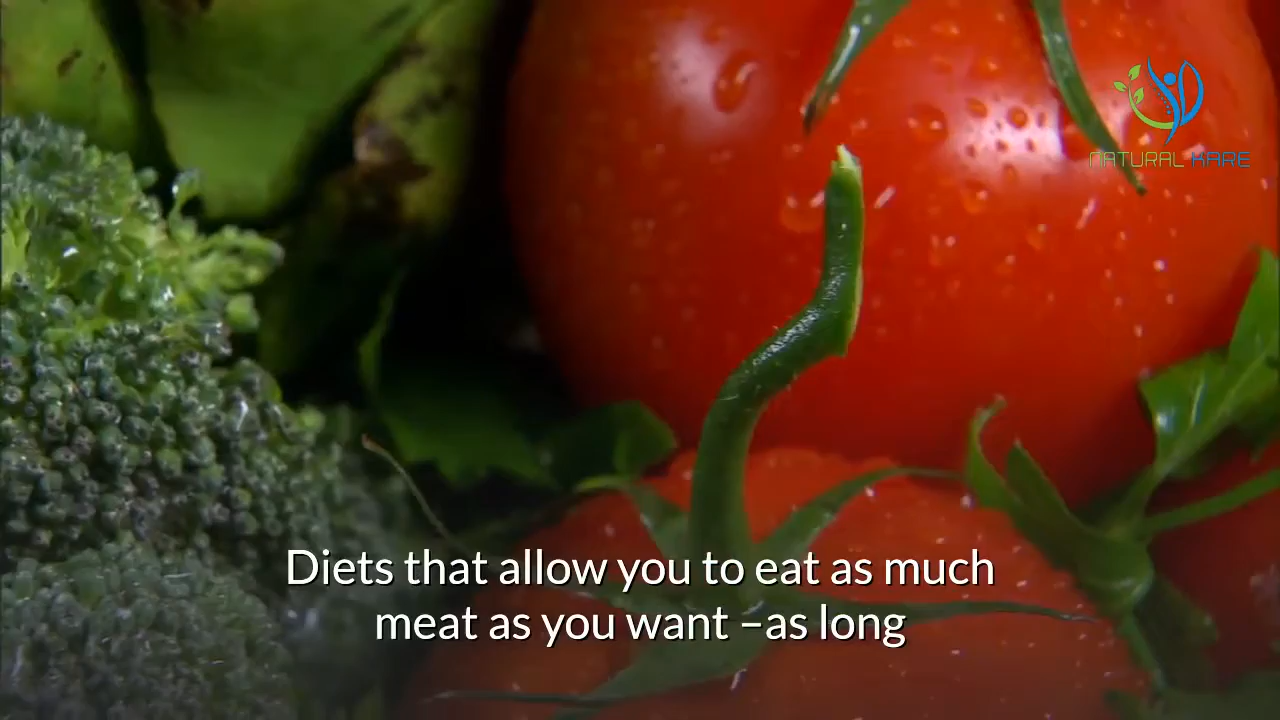 NATURAL KARE
Diets that allow you to eat as much
meat as you want –as long